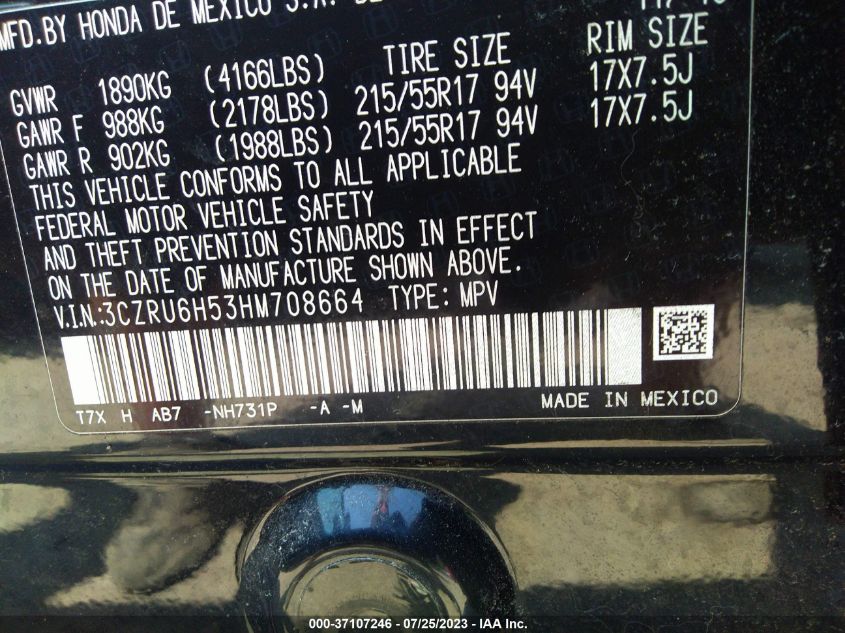 MFD.BY HONDA DE MEXICO S.A. DE
TIRE SIZE RIM SIZE
GVWR 1890KG (4166LBS)
GAWR F 988KG (2178LBS) 215/55R17 94V 17X7.5J
GAWR R 902KG (1988LBS) 215/55R17 94V 17X7.5J
THIS VEHICLE CONFORMS TO ALL APPLICABLE
FEDERAL MOTOR VEHICLE SAFETY
AND THEFT PREVENTION STANDARDS IN EFFECT
ON THE DATE OF MANUFACTURE SHOWN ABOVE.
V.I.N.:3CZRU6H53HM708664 TYPE: MPV
T7X H AB7 -NH731P -A -M MADE IN MEXICO
000-37107246 - 07/25/2023 - IAA Inc.